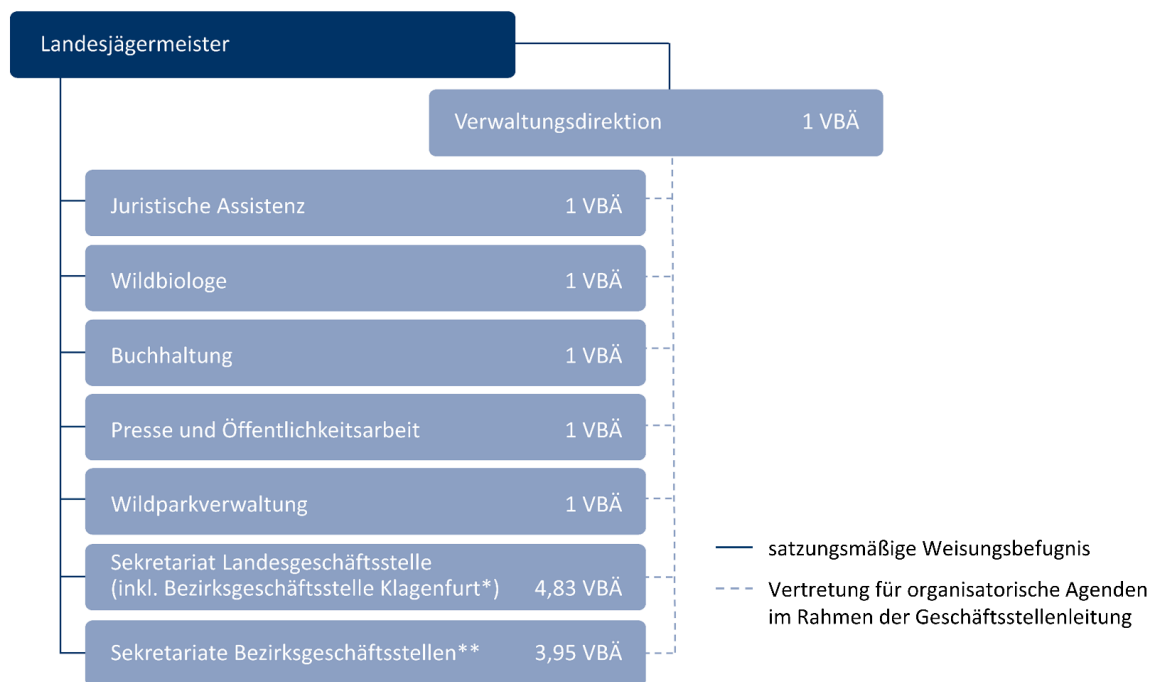 Landesjägermeister
Verwaltungsdirektion 1 VBÄ
Juristische Assistenz 1 VBÄ
Wildbiologe 1 VBÄ
Buchhaltung 1 VBÄ
Presse und Öffentlichkeitsarbeit 1 VBÄ
Wildparkverwaltung 1 VBÄ
Sekretariat Landesgeschäftsstelle
(inkl. Bezirksgeschäftsstelle Klagenfurt*) 4,83 VBÄ
Sekretariate Bezirksgeschäftsstellen** 3,95 VBÄ
satzungsmäßige Weisungsbefugnis
Vertretung für organisatorische Agenden
im Rahmen der Geschäftsstellenleitung